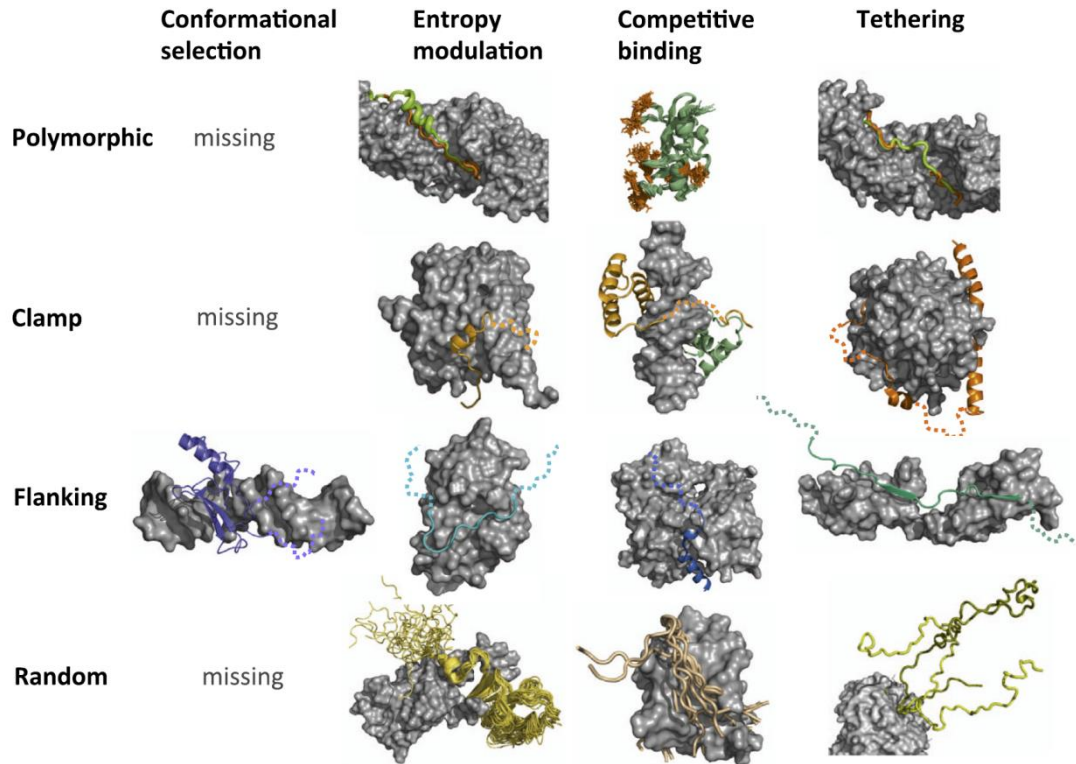 Conformational selection
Entropy modulation
Competitive binding
Tethering
Polymorphic
missing
Clamp
missing
Flanking
Random
missing